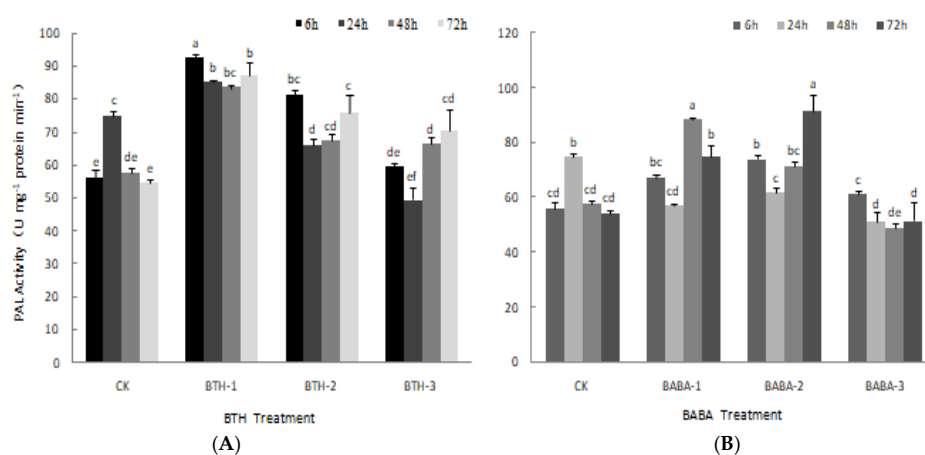 PAL Activity (U mg⁻¹ protein min⁻¹)
100
90
80
70
60
50
40
30
20
10
0
6h 24h 48h 72h
e c de e
a b bc b
bc d cd c
de ef d cd
CK BTH-1 BTH-2 BTH-3
BTH Treatment
(A)
120
100
80
60
40
20
0
6h 24h 48h 72h
cd b cd cd
bc cd a b
b c bc a
c d de d
CK BABA-1 BABA-2 BABA-3
BABA Treatment
(B)